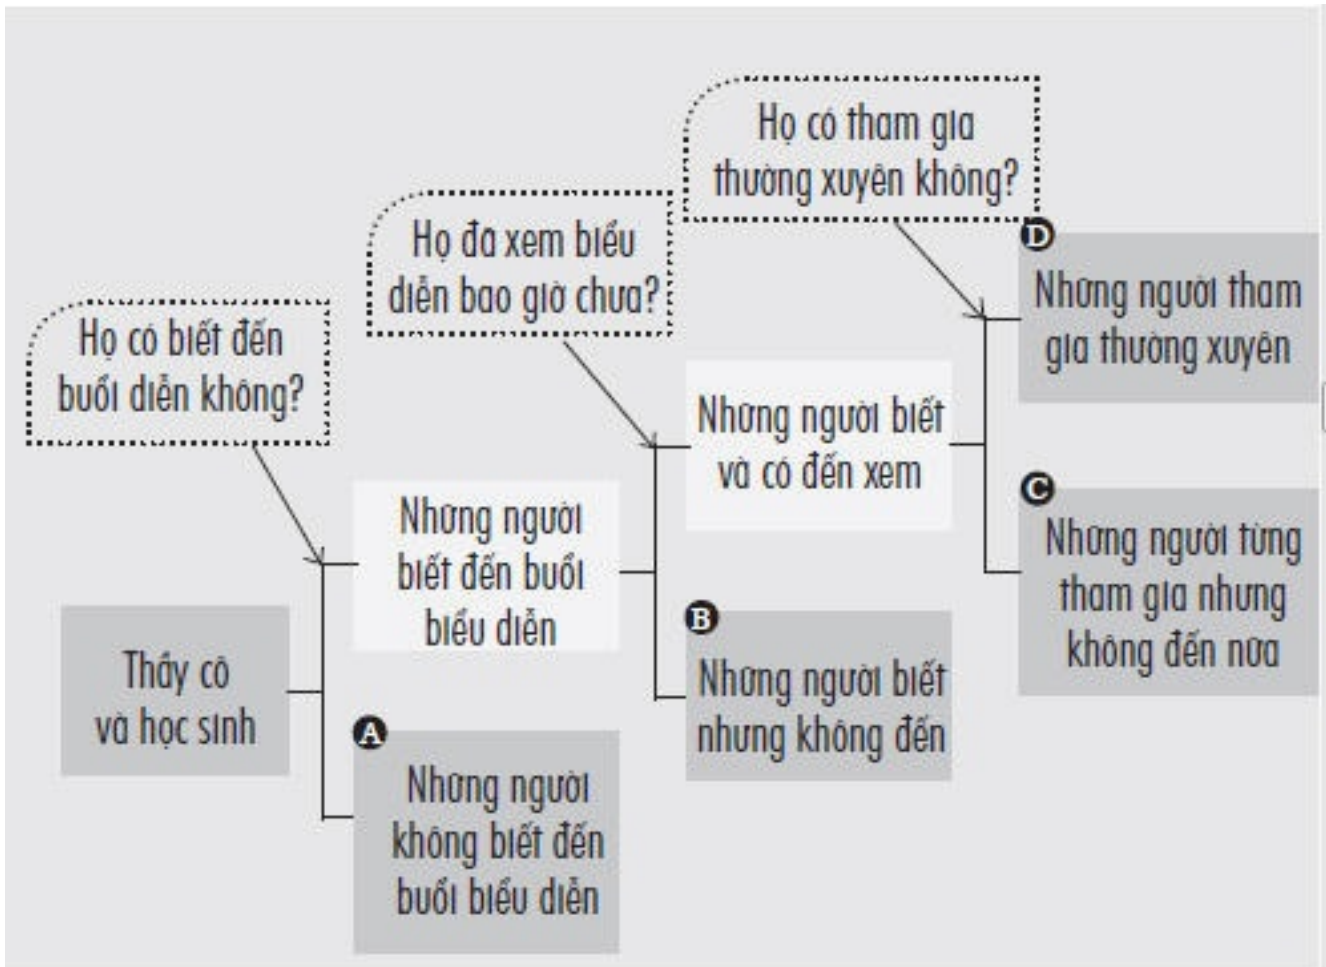 Họ có tham gia
thường xuyên không?
Họ đã xem biểu
diễn bao giờ chưa?
Họ có biết đến
buổi diễn không?
D
Những người tham
gia thường xuyên
Những người biết
và có đến xem
C
Những người từng
tham gia nhưng
không đến nữa
Những người
biết đến buổi
biểu diễn
B
Những người biết
nhưng không đến
Thầy cô
và học sinh
A
Những người
không biết đến
buổi biểu diễn